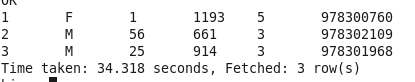 OK
1 F 1 1193 5 978300760
2 M 56 661 3 978302109
3 M 25 914 3 978301968
Time taken: 34.318 seconds, Fetched: 3 row(s)